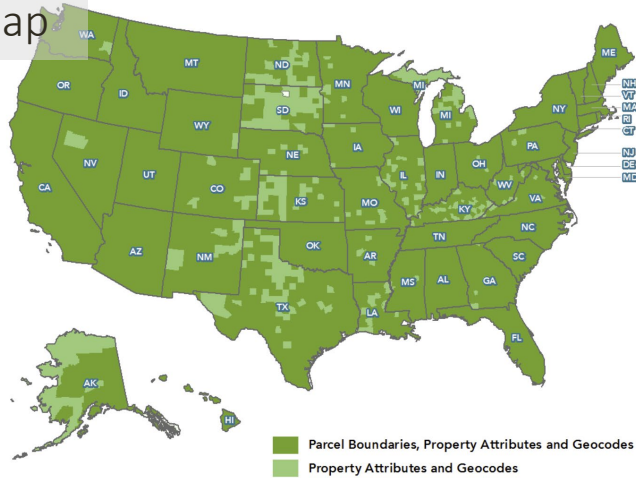 ap
WA
MT
ND
MN
ME
OR
ID
SD
WI
MI
MI
NY
NH
VT
MA
RI
CT
WY
IA
PA
NJ
DE
MD
NE
NV
UT
CO
IL
IN
OH
WV
VA
CA
KS
MO
KY
NC
TN
AZ
NM
OK
AR
SC
MS
AL
GA
TX
LA
FL
AK
HI
Parcel Boundaries, Property Attributes and Geocodes
Property Attributes and Geocodes